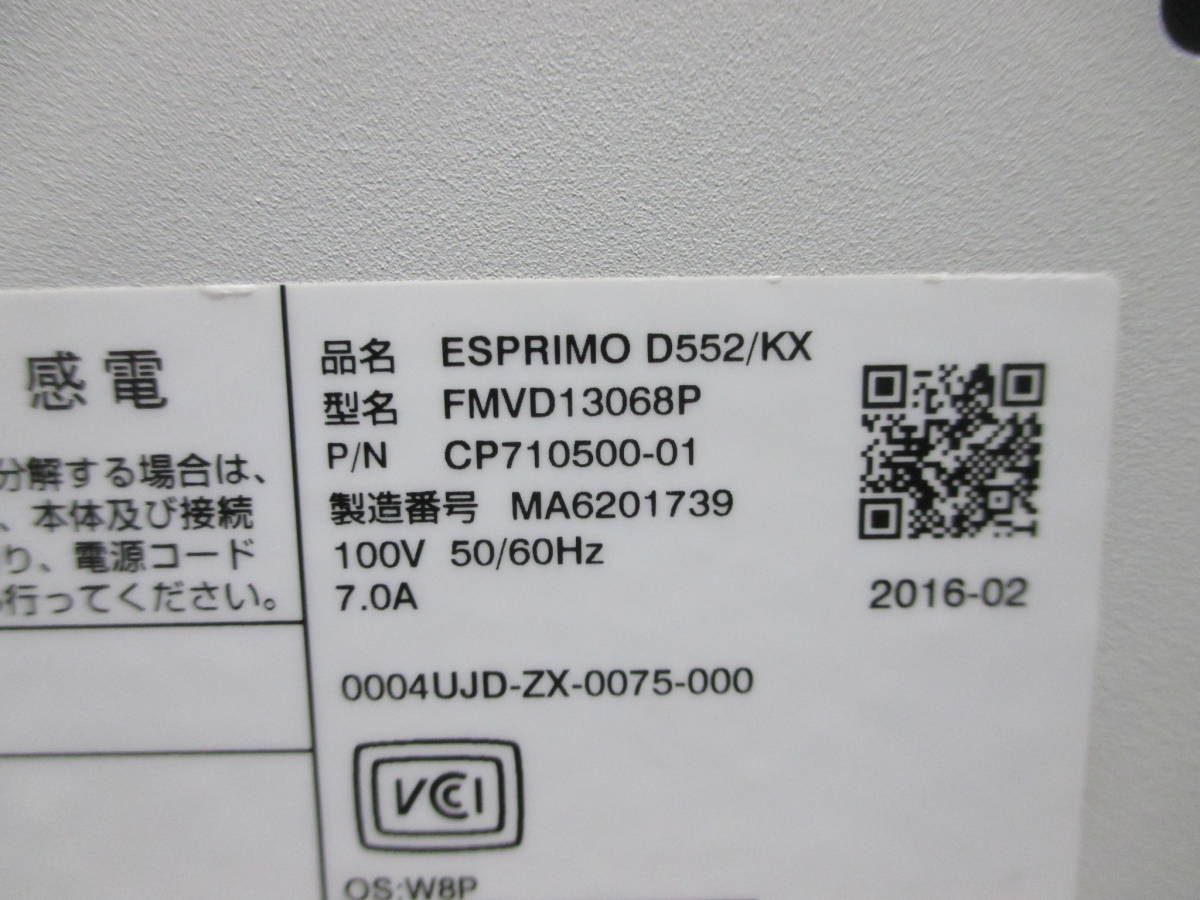 感電
分解する場合は、
、本体及び接続
り、電源コード
行ってください。
品名 ESPRIMO D552/KX
型名 FMVD13068P
P/N CP710500-01
製造番号 MA6201739
100V 50/60Hz
7.0A
2016-02
0004UJD-ZX-0075-000
VCCI
OS:W8P